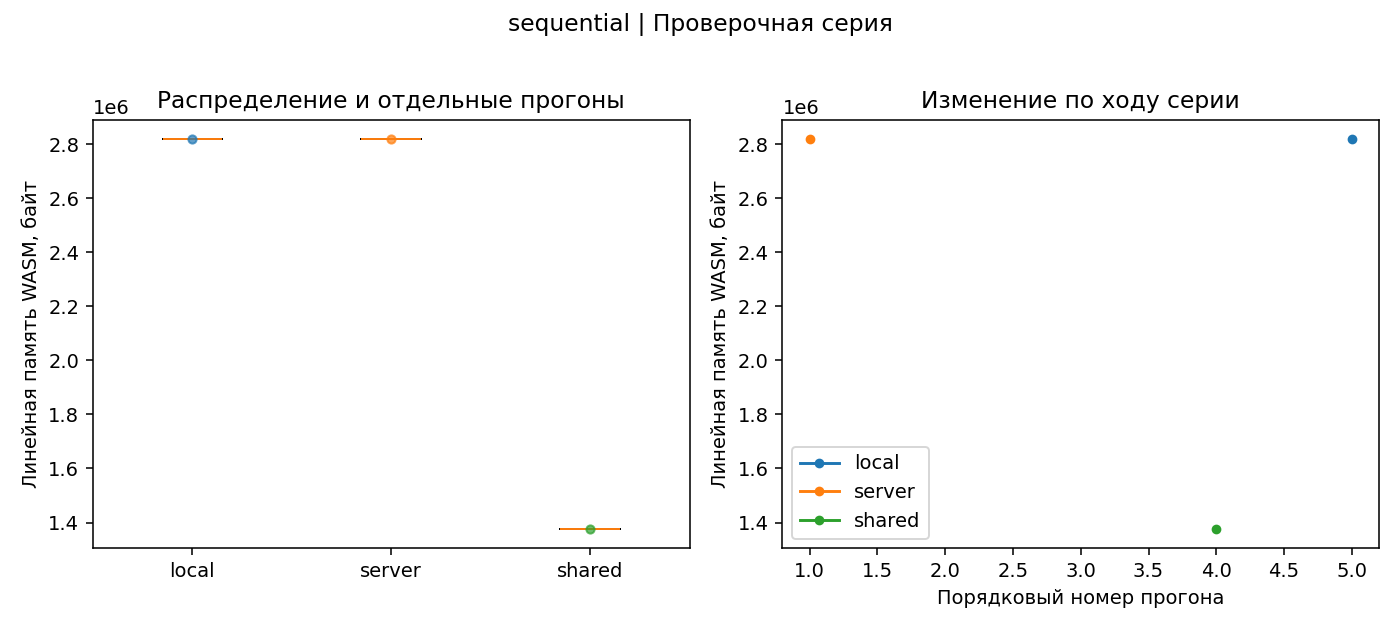 sequential | Проверочная серия
Распределение и отдельные прогоны
1e6
Линейная память WASM, байт
2.8
2.6
2.4
2.2
2.0
1.8
1.6
1.4
local server shared
Изменение по ходу серии
1e6
Линейная память WASM, байт
2.8
2.6
2.4
2.2
2.0
1.8
1.6
1.4
local
server
shared
1.0 1.5 2.0 2.5 3.0 3.5 4.0 4.5 5.0
Порядковый номер прогона